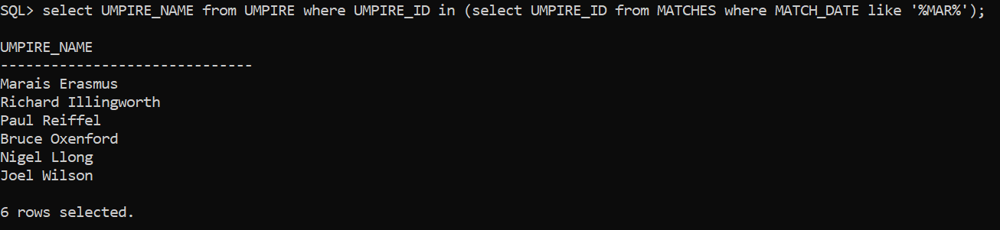 SQL> select UMPIRE_NAME from UMPIRE where UMPIRE_ID in (select UMPIRE_ID from MATCHES where MATCH_DATE like '%MAR%');
UMPIRE_NAME
------------------------------
Marais Erasmus
Richard Illingworth
Paul Reiffel
Bruce Oxenford
Nigel Llong
Joel Wilson
6 rows selected.